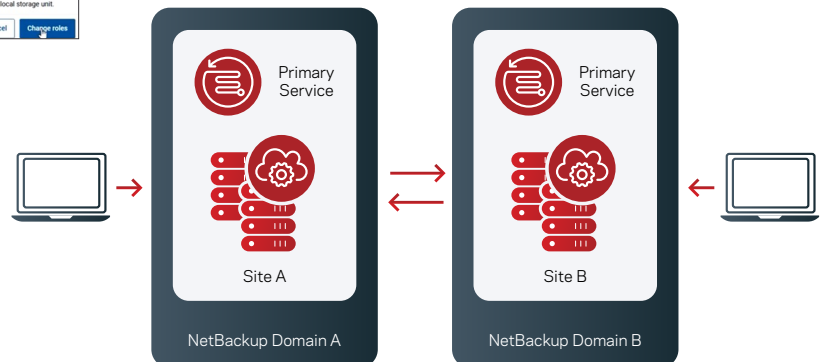 local storage unit.
Change roles
Primary
Service
Site A
NetBackup Domain A
Primary
Service
Site B
NetBackup Domain B